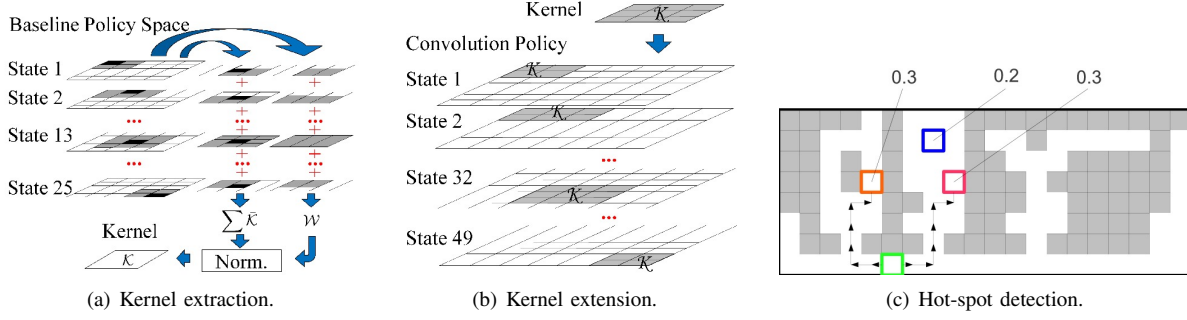 Baseline Policy Space
State 1
+
State 2
+
...
State 13
+
...
State 25
∑ K̄
W
Kernel
K
Norm.
(a) Kernel extraction.
Kernel
K
Convolution Policy
State 1
K
State 2
K
...
State 32
K
...
State 49
K
(b) Kernel extension.
0.3
0.2
0.3
(c) Hot-spot detection.